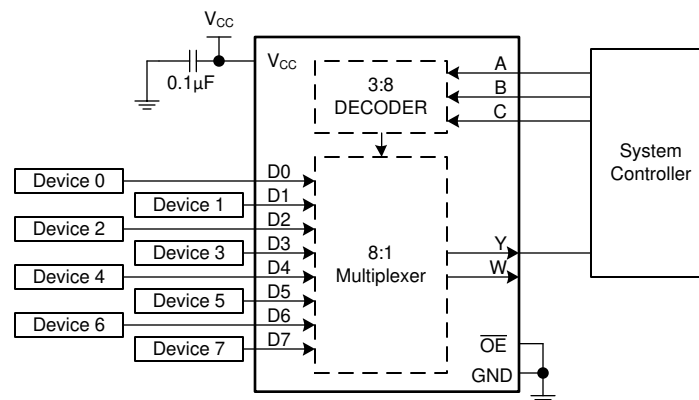 VCC
0.1µF
VCC
3:8
DECODER
A
B
C
System
Controller
Device 0
Device 1
Device 2
Device 3
Device 4
Device 5
Device 6
Device 7
D0
D1
D2
D3
D4
D5
D6
D7
8:1
Multiplexer
Y
W
OE
GND